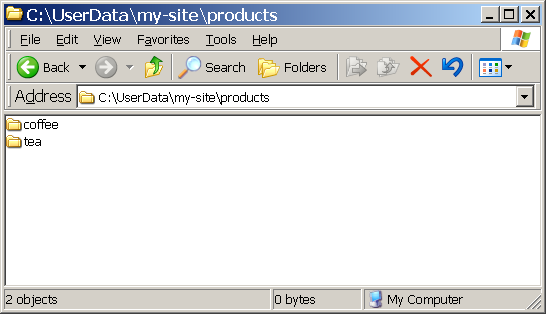 C:\UserData\my-site\products
File Edit View Favorites Tools Help
Back Search Folders
Address C:\UserData\my-site\products
coffee
tea
2 objects 0 bytes My Computer